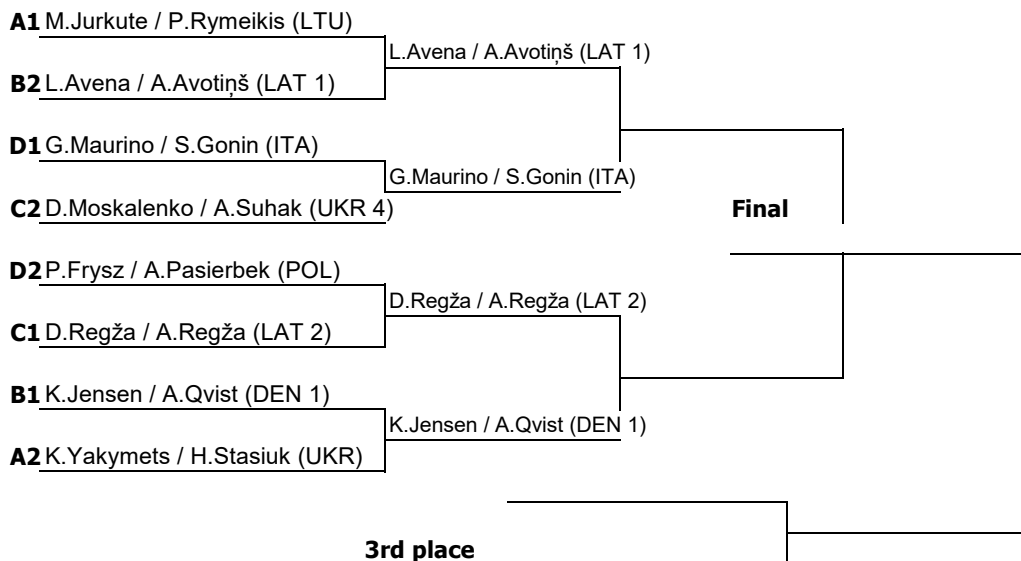 A1 M.Jurkute / P.Rymeikis (LTU)
L.Avena / A.Avotiņš (LAT 1)
B2 L.Avena / A.Avotiņš (LAT 1)
D1 G.Maurino / S.Gonin (ITA)
G.Maurino / S.Gonin (ITA)
C2 D.Moskalenko / A.Suhak (UKR 4)
Final
D2 P.Frysz / A.Pasierbek (POL)
D.Regža / A.Regža (LAT 2)
C1 D.Regža / A.Regža (LAT 2)
B1 K.Jensen / A.Qvist (DEN 1)
K.Jensen / A.Qvist (DEN 1)
A2 K.Yakymets / H.Stasiuk (UKR)
3rd place